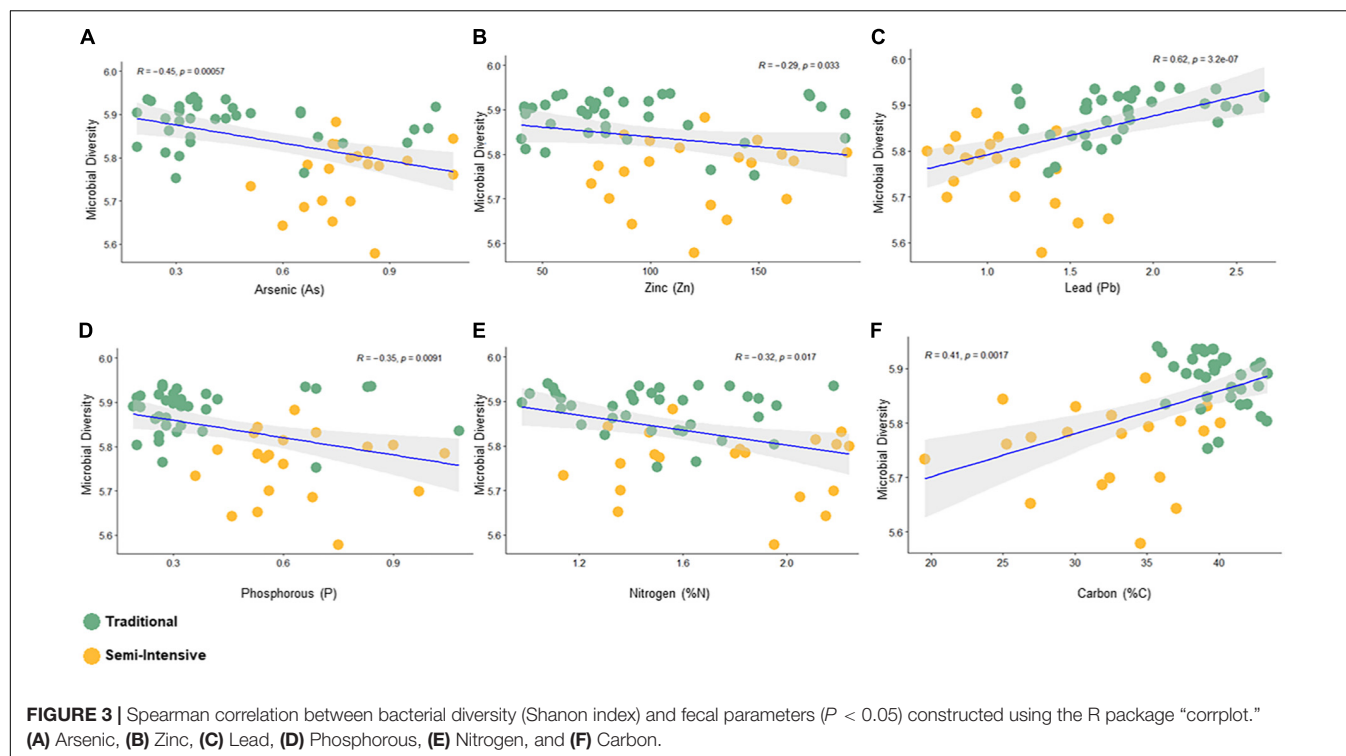 A
R = −0.45, p = 0.00057
6.0
5.9
5.8
5.7
5.6
Microbial Diversity
0.3 0.6 0.9
Arsenic (As)
B
R = −0.29, p = 0.033
6.0
5.9
5.8
5.7
5.6
Microbial Diversity
50 100 150
Zinc (Zn)
C
R = 0.62, p = 3.2e-07
6.0
5.9
5.8
5.7
5.6
Microbial Diversity
1.0 1.5 2.0 2.5
Lead (Pb)
D
R = −0.35, p = 0.0091
6.0
5.9
5.8
5.7
5.6
Microbial Diversity
0.3 0.6 0.9
Phosphorous (P)
E
R = −0.32, p = 0.017
6.0
5.9
5.8
5.7
5.6
Microbial Diversity
1.2 1.6 2.0
Nitrogen (%N)
F
R = 0.41, p = 0.0017
5.9
5.8
5.7
5.6
Microbial Diversity
20 25 30 35 40
Carbon (%C)
Traditional
Semi-Intensive
FIGURE 3 | Spearman correlation between bacterial diversity (Shanon index) and fecal parameters (P < 0.05) constructed using the R package “corrplot.”
(A) Arsenic, (B) Zinc, (C) Lead, (D) Phosphorous, (E) Nitrogen, and (F) Carbon.